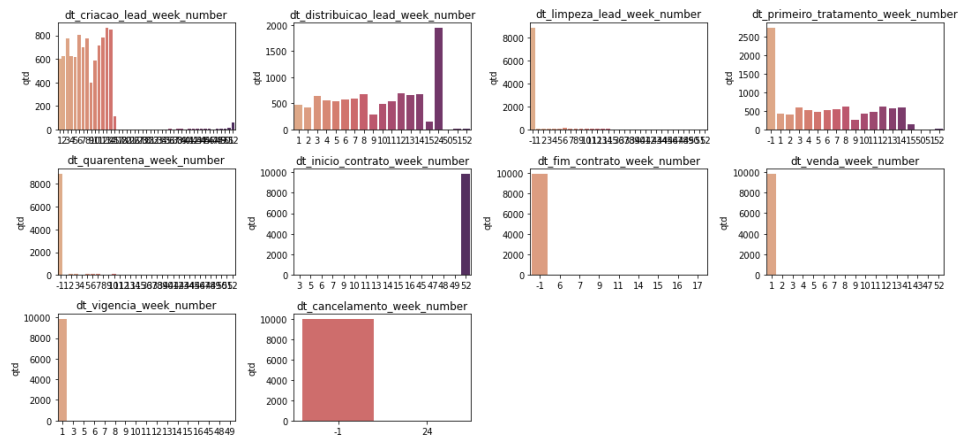 dt_criacao_lead_week_number
dt_distribuicao_lead_week_number
dt_limpeza_lead_week_number
dt_primeiro_tratamento_week_number
qtd
800
600
400
200
0
qtd
2000
1500
1000
500
0
1 2 3 4 5 6 7 8 9 10 11 12 13 14 15 24 50 51 52
qtd
8000
6000
4000
2000
0
qtd
2500
2000
1500
1000
500
0
-1 1 2 3 4 5 6 7 8 9 10 11 12 13 14 15 50 51 52
dt_quarentena_week_number
dt_inicio_contrato_week_number
dt_fim_contrato_week_number
dt_venda_week_number
qtd
8000
6000
4000
2000
0
qtd
10000
8000
6000
4000
2000
0
3 5 6 7 8 9 10 11 12 13 14 15 16 45 47 48 49 52
qtd
10000
8000
6000
4000
2000
0
-1 6 7 9 11 14 15 16 17
qtd
10000
8000
6000
4000
2000
0
1 2 3 4 5 6 7 8 9 10 11 12 13 14 15 41 43 47 52
dt_vigencia_week_number
dt_cancelamento_week_number
qtd
10000
8000
6000
4000
2000
0
1 3 5 6 7 8 9 10 11 12 13 14 15 16 45 48 49
qtd
10000
8000
6000
4000
2000
0
-1 24